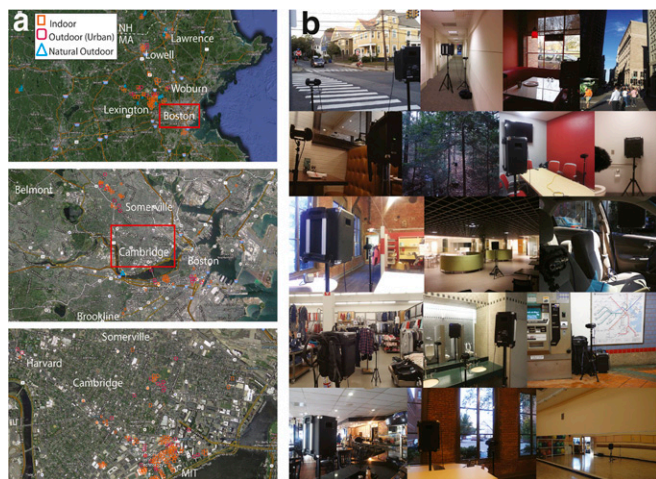 a
Indoor
Outdoor (Urban)
Natural Outdoor
NH
MA
Lawrence
Lowell
Woburn
Lexington
Boston
Belmont
Somerville
Cambridge
Boston
Brookline
Somerville
Harvard
Cambridge
MIT
b